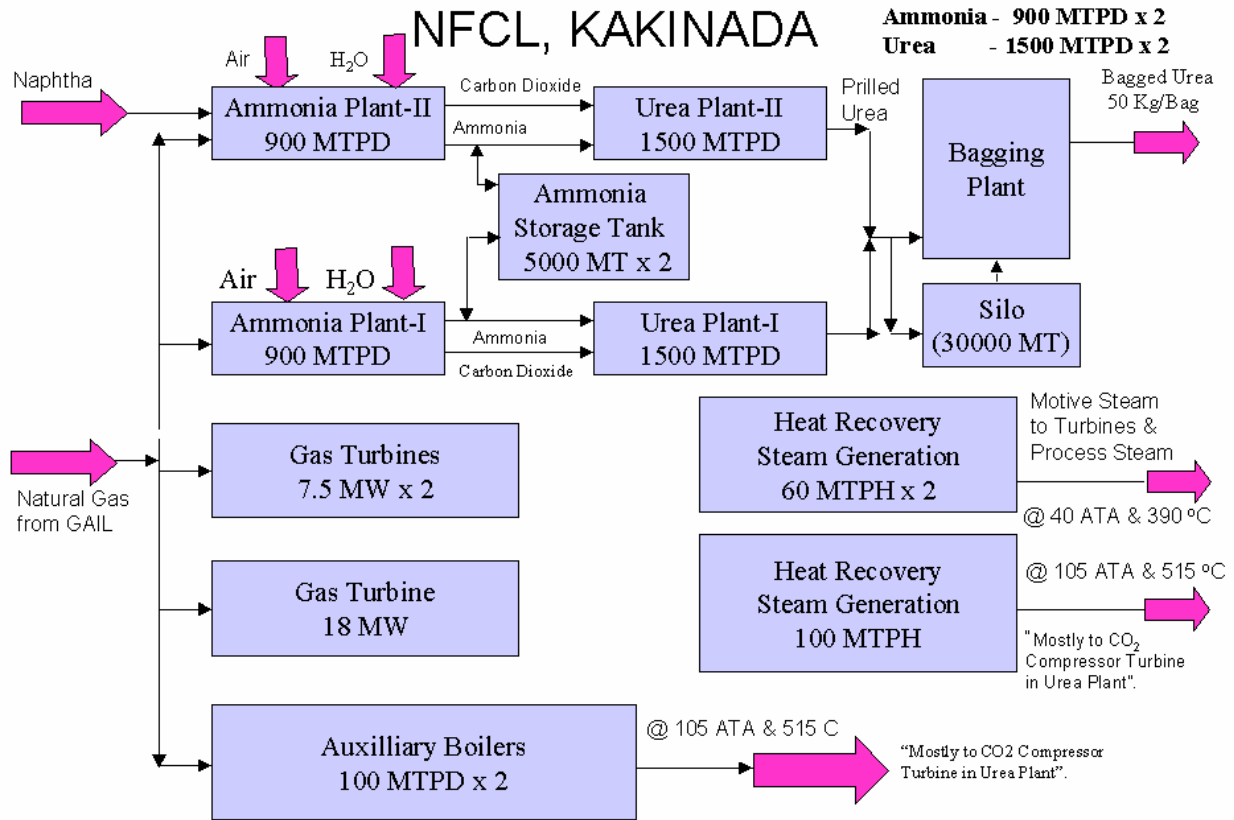 NFCL, KAKINADA
Ammonia - 900 MTPD x 2
Urea - 1500 MTPD x 2
Naphtha
Air
H₂O
Ammonia Plant-II
900 MTPD
Carbon Dioxide
Ammonia
Urea Plant-II
1500 MTPD
Prilled
Urea
Bagging
Plant
Bagged Urea
50 Kg/Bag
Ammonia
Storage Tank
5000 MT x 2
Air
H₂O
Ammonia Plant-I
900 MTPD
Ammonia
Carbon Dioxide
Urea Plant-I
1500 MTPD
Silo
(30000 MT)
Natural Gas
from GAIL
Gas Turbines
7.5 MW x 2
Heat Recovery
Steam Generation
60 MTPH x 2
Motive Steam
to Turbines &
Process Steam
@ 40 ATA & 390 ºC
Gas Turbine
18 MW
Heat Recovery
Steam Generation
100 MTPH
@ 105 ATA & 515 ºC
"Mostly to CO₂
Compressor Turbine
in Urea Plant".
Auxilliary Boilers
100 MTPD x 2
@ 105 ATA & 515 C
“Mostly to CO2 Compressor
Turbine in Urea Plant”.